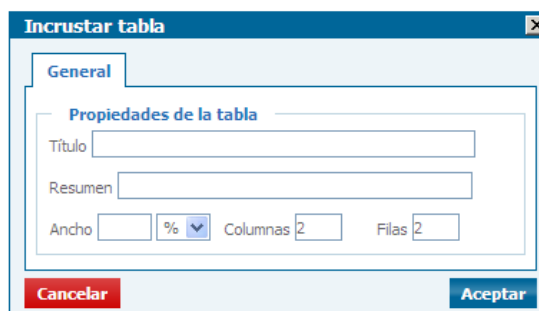 Incrustar tabla
General
Propiedades de la tabla
Título
Resumen
Ancho % Columnas 2 Filas 2
Cancelar Aceptar